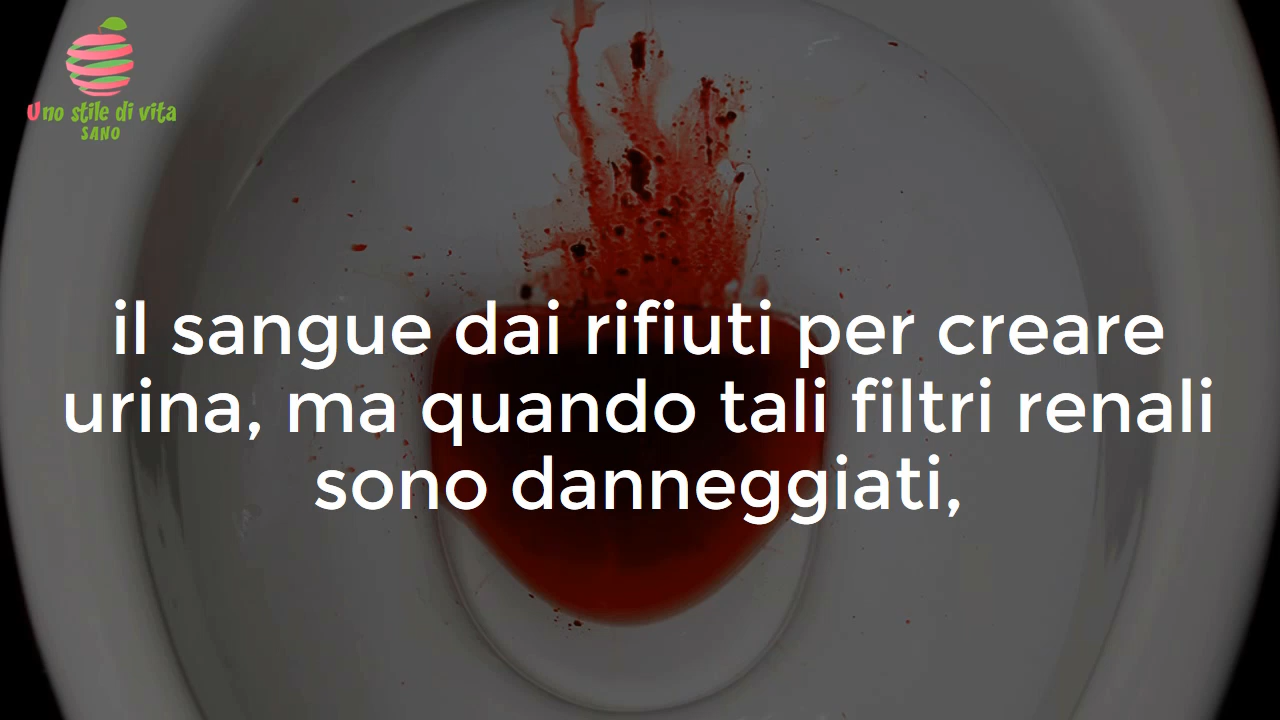 Uno stile di vita
SANO
il sangue dai rifiuti per creare
urina, ma quando tali filtri renali
sono danneggiati,